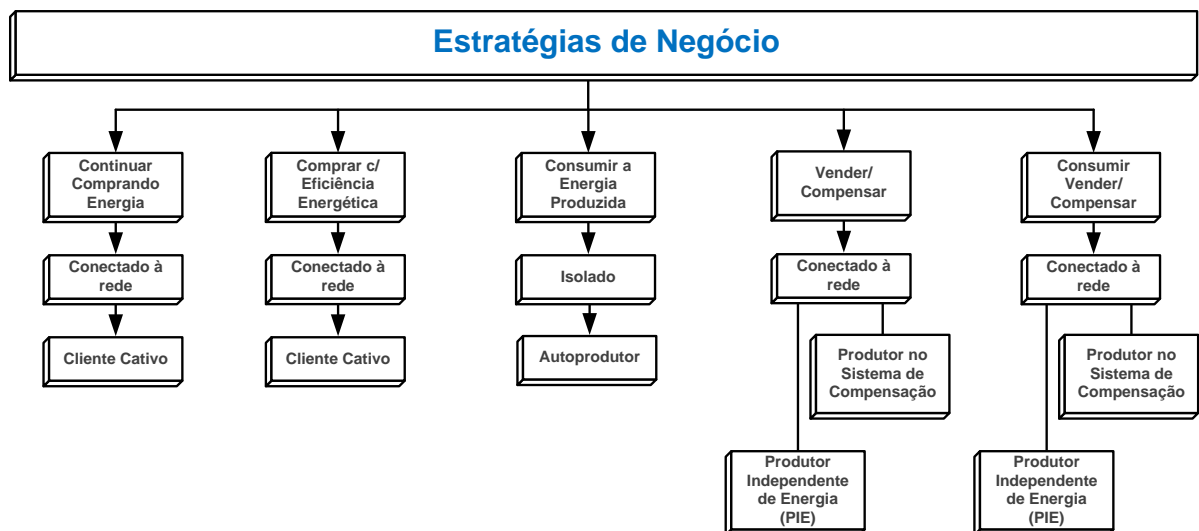 Estratégias de Negócio
Continuar
Comprando
Energia
Comprar c/
Eficiência
Energética
Consumir a
Energia
Produzida
Vender/
Compensar
Consumir
Vender/
Compensar
Conectado à
rede
Conectado à
rede
Isolado
Conectado à
rede
Conectado à
rede
Cliente Cativo
Cliente Cativo
Autoprodutor
Produtor no
Sistema de
Compensação
Produtor no
Sistema de
Compensação
Produtor
Independente
de Energia
(PIE)
Produtor
Independente
de Energia
(PIE)